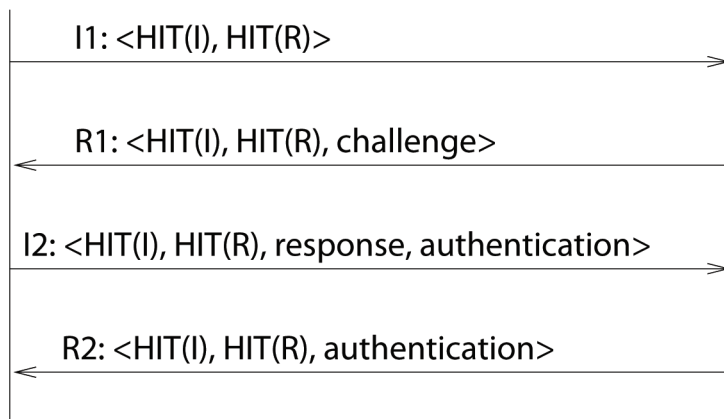 I1: <HIT(I), HIT(R)>
R1: <HIT(I), HIT(R), challenge>
I2: <HIT(I), HIT(R), response, authentication>
R2: <HIT(I), HIT(R), authentication>